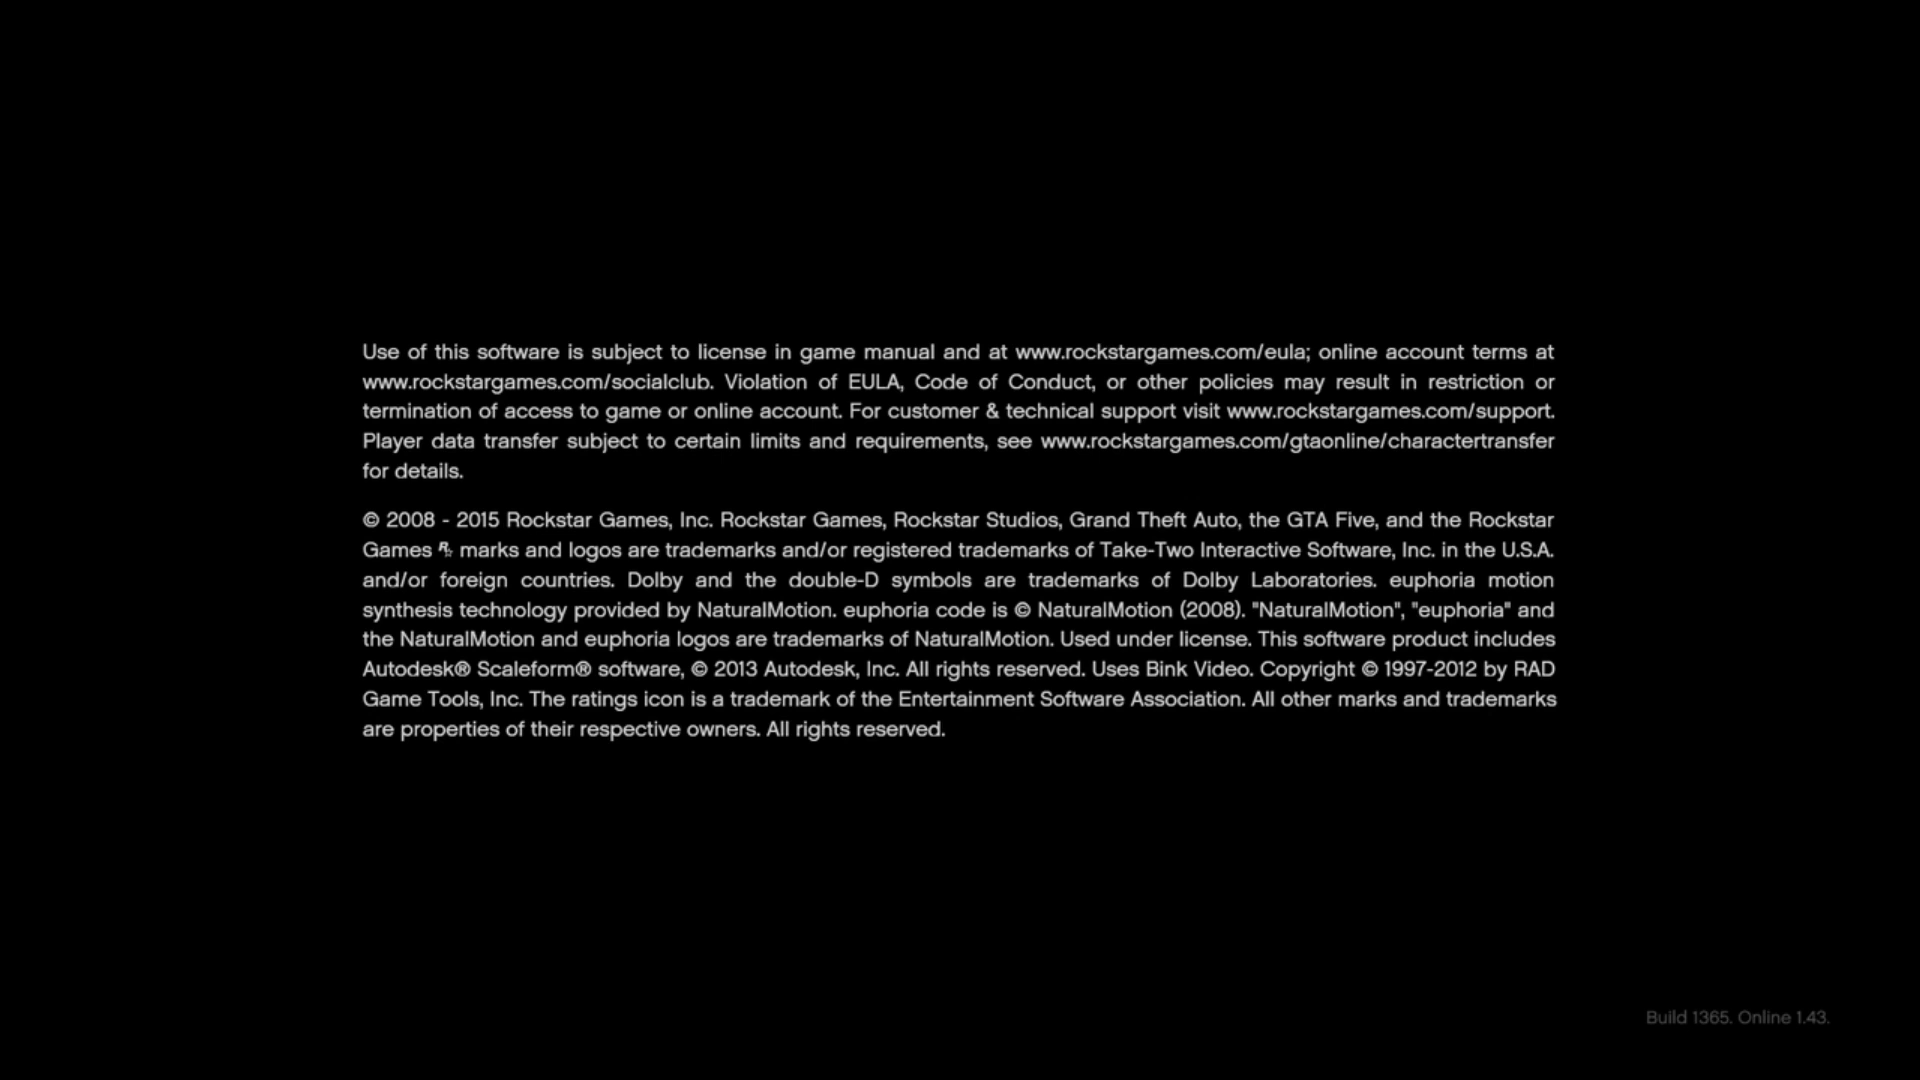 Use of this software is subject to license in game manual and at www.rockstargames.com/eula; online account terms at
www.rockstargames.com/socialclub. Violation of EULA, Code of Conduct, or other policies may result in restriction or
termination of access to game or online account. For customer & technical support visit www.rockstargames.com/support.
Player data transfer subject to certain limits and requirements, see www.rockstargames.com/gtaonline/charactertransfer
for details.
© 2008 - 2015 Rockstar Games, Inc. Rockstar Games, Rockstar Studios, Grand Theft Auto, the GTA Five, and the Rockstar
Games R* marks and logos are trademarks and/or registered trademarks of Take-Two Interactive Software, Inc. in the U.S.A.
and/or foreign countries. Dolby and the double-D symbols are trademarks of Dolby Laboratories. euphoria motion
synthesis technology provided by NaturalMotion. euphoria code is © NaturalMotion (2008). "NaturalMotion", "euphoria" and
the NaturalMotion and euphoria logos are trademarks of NaturalMotion. Used under license. This software product includes
Autodesk® Scaleform® software, © 2013 Autodesk, Inc. All rights reserved. Uses Bink Video. Copyright © 1997-2012 by RAD
Game Tools, Inc. The ratings icon is a trademark of the Entertainment Software Association. All other marks and trademarks
are properties of their respective owners. All rights reserved.
Build 1365. Online 1.43.